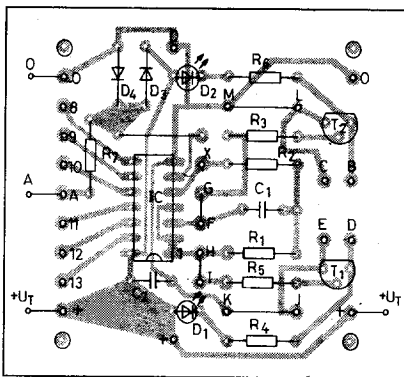 O O D4 D3 D2 R6 O
8 M L
9 R7 R3 T2
10 IC X R2 C B
A A G C1
11 F E D
12 H R1
13 I R5 T1
+UT + C2 D1 K J + +UT
+ R4